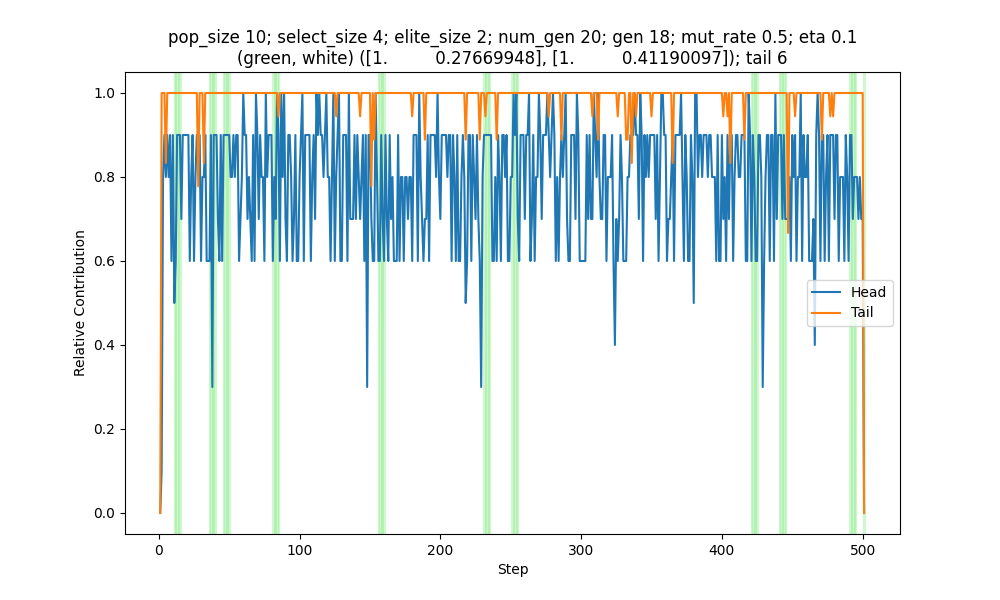 pop_size 10; select_size 4; elite_size 2; num_gen 20; gen 18; mut_rate 0.5; eta 0.1
(green, white) ([1.         0.27669948], [1.         0.41190097]); tail 6
1.0
0.8
0.6
0.4
0.2
0.0
Relative Contribution
Head
Tail
0
100
200
300
400
500
Step